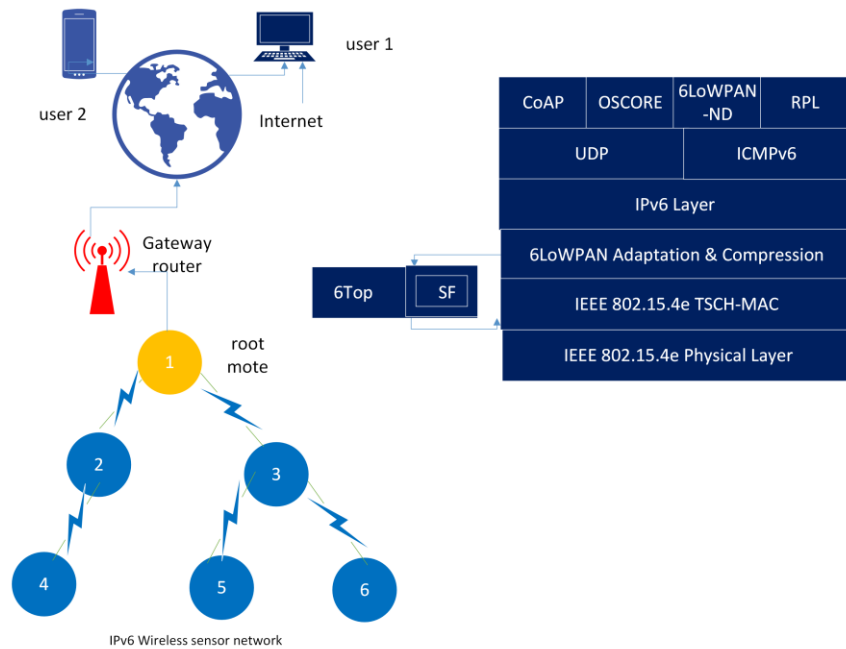 user 1
user 2
Internet
Gateway
router
root
mote
1
2
3
4
5
6
IPv6 Wireless sensor network
CoAP
OSCORE
6LoWPAN
-ND
RPL
UDP
ICMPv6
IPv6 Layer
6LoWPAN Adaptation & Compression
6Top
SF
IEEE 802.15.4e TSCH-MAC
IEEE 802.15.4e Physical Layer